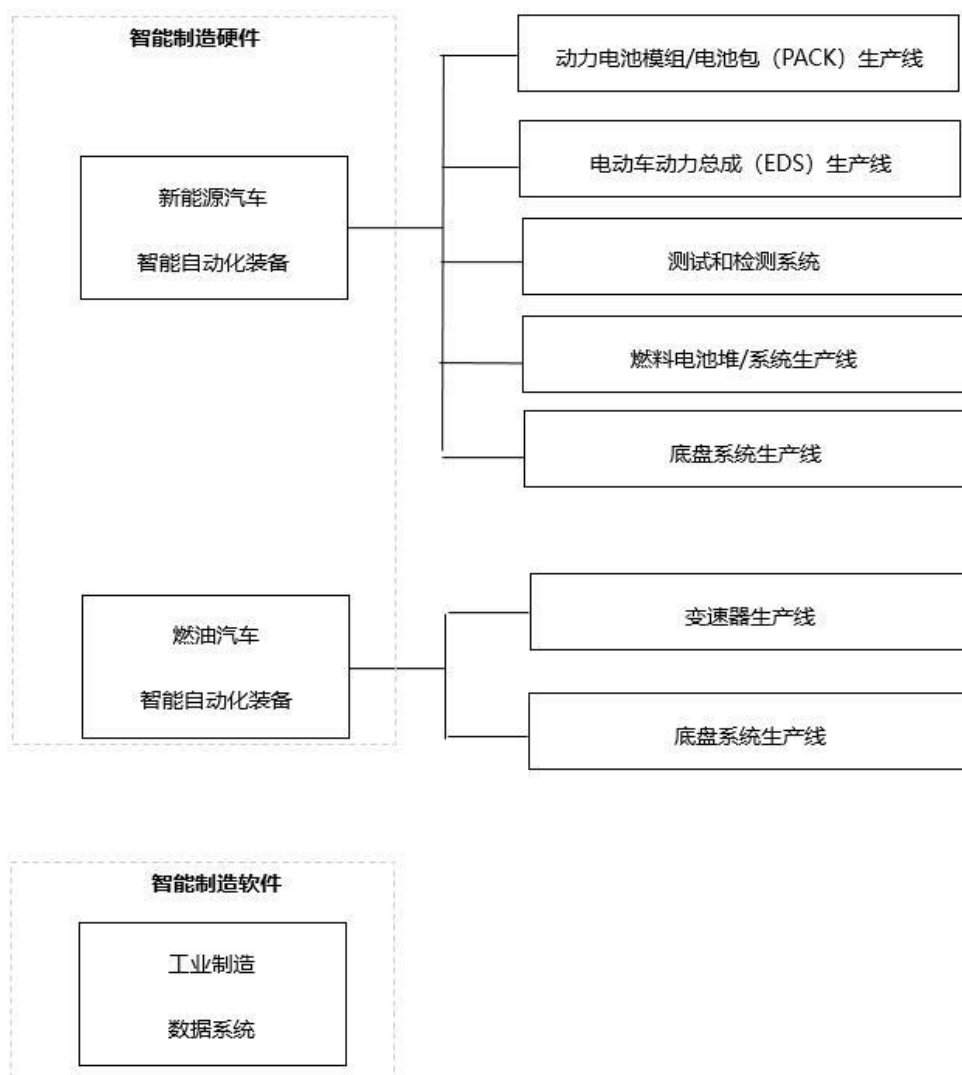 智能制造硬件
动力电池模组/电池包（PACK）生产线
电动车动力总成（EDS）生产线
新能源汽车
智能自动化装备
测试和检测系统
燃料电池堆/系统生产线
底盘系统生产线
变速器生产线
燃油汽车
智能自动化装备
底盘系统生产线
智能制造软件
工业制造
数据系统